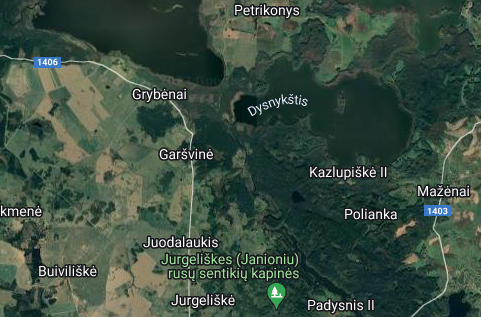 Petrikonys
1406
Grybėnai
Dysnykštis
Garšvinė
Kazlupiškė II
Mažėnai
kmenė
Polianka
1403
Juodalaukis
Jurgeliškes (Janioniu)
rusų sentikių kapinės
Buiviliškė
Jurgeliškė
Padysnis II